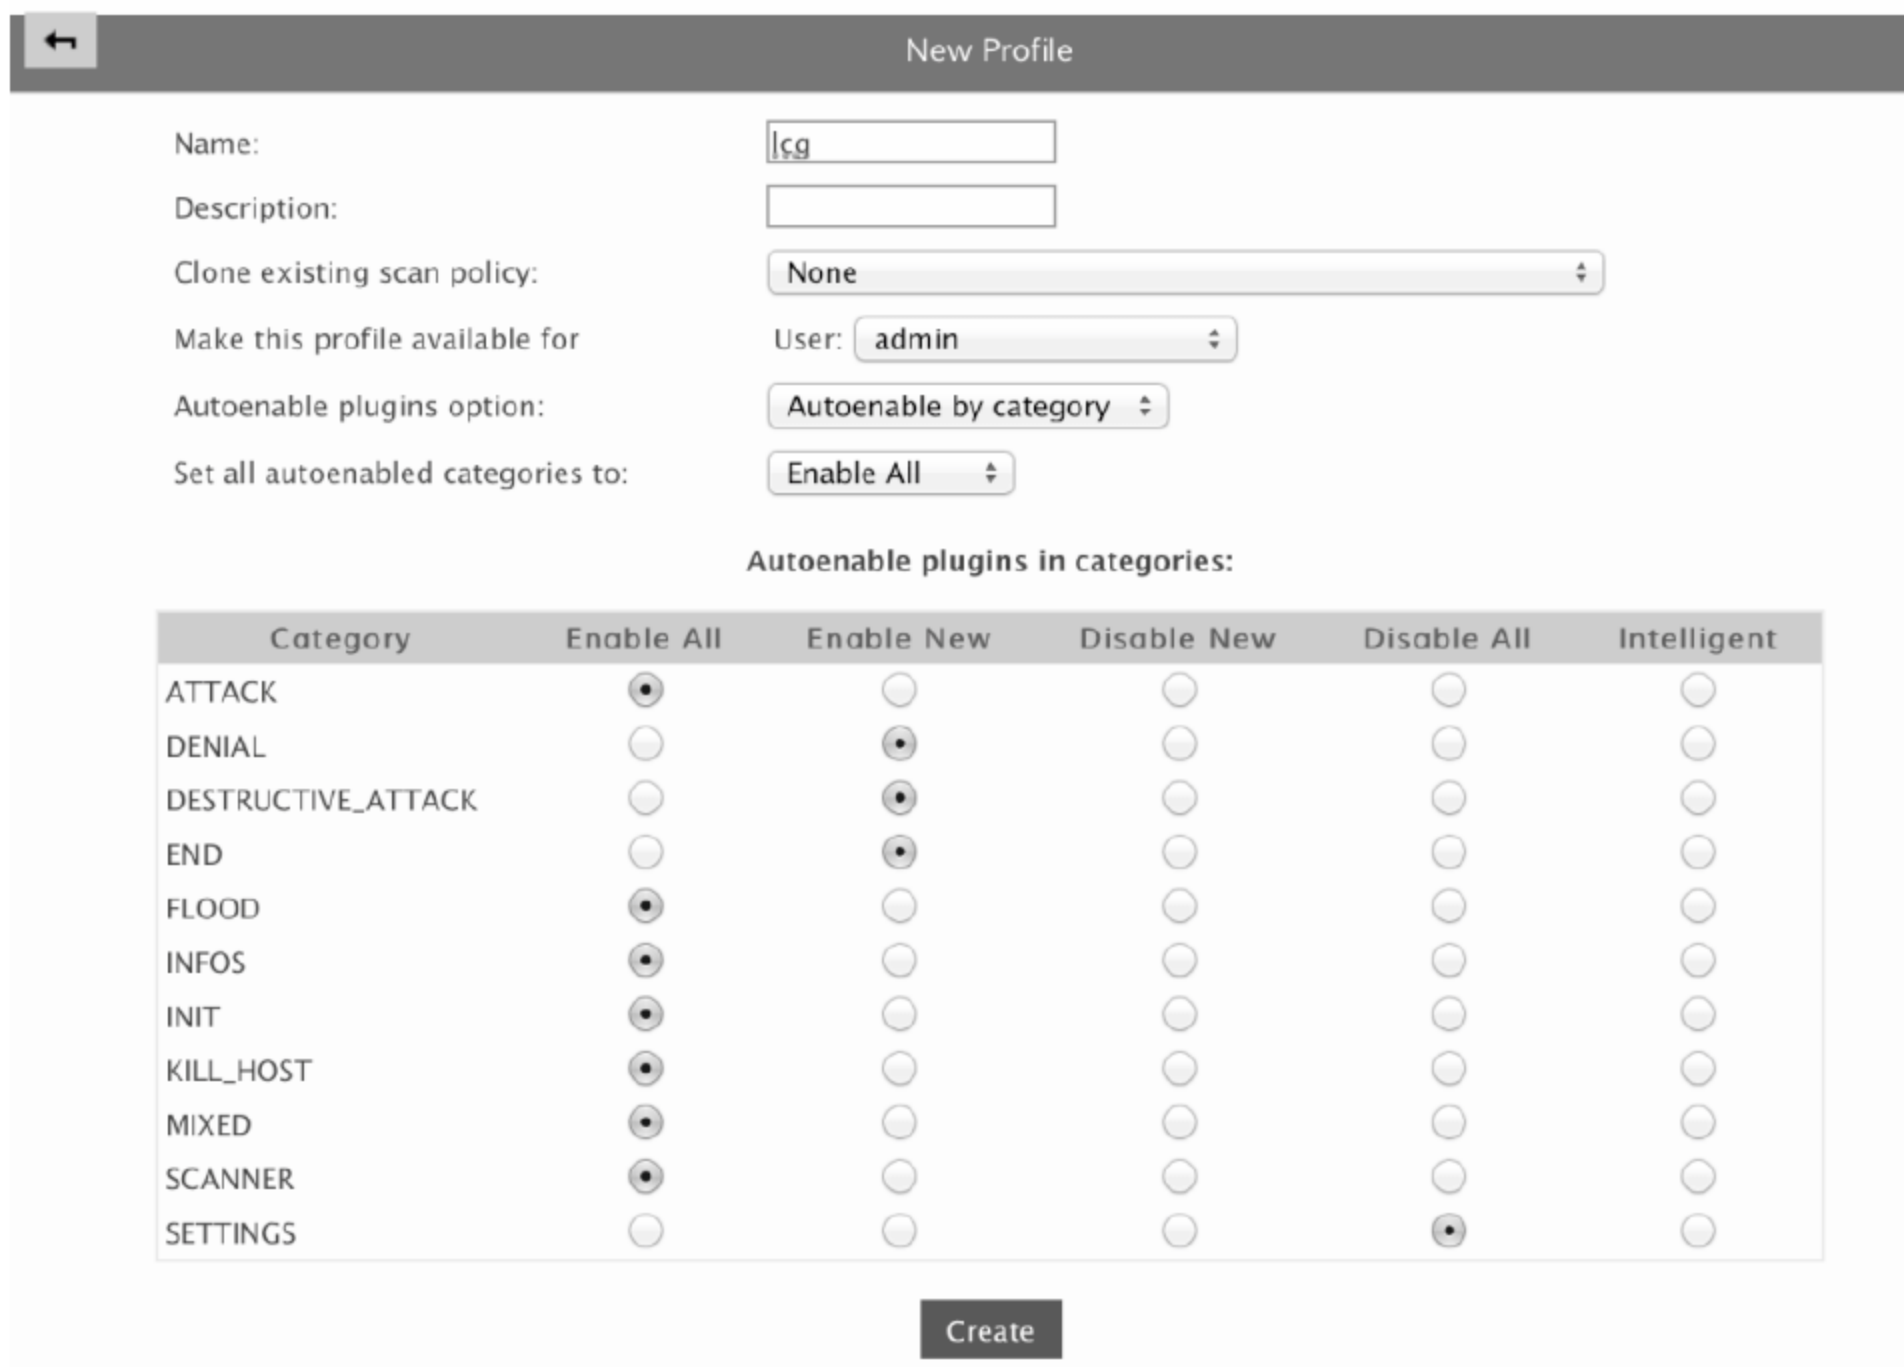 New Profile
Name: lcg
Description:
Clone existing scan policy: None
Make this profile available for User: admin
Autoenable plugins option: Autoenable by category
Set all autoenabled categories to: Enable All
Autoenable plugins in categories:
Category Enable All Enable New Disable New Disable All Intelligent
ATTACK
DENIAL
DESTRUCTIVE_ATTACK
END
FLOOD
INFOS
INIT
KILL_HOST
MIXED
SCANNER
SETTINGS
Create